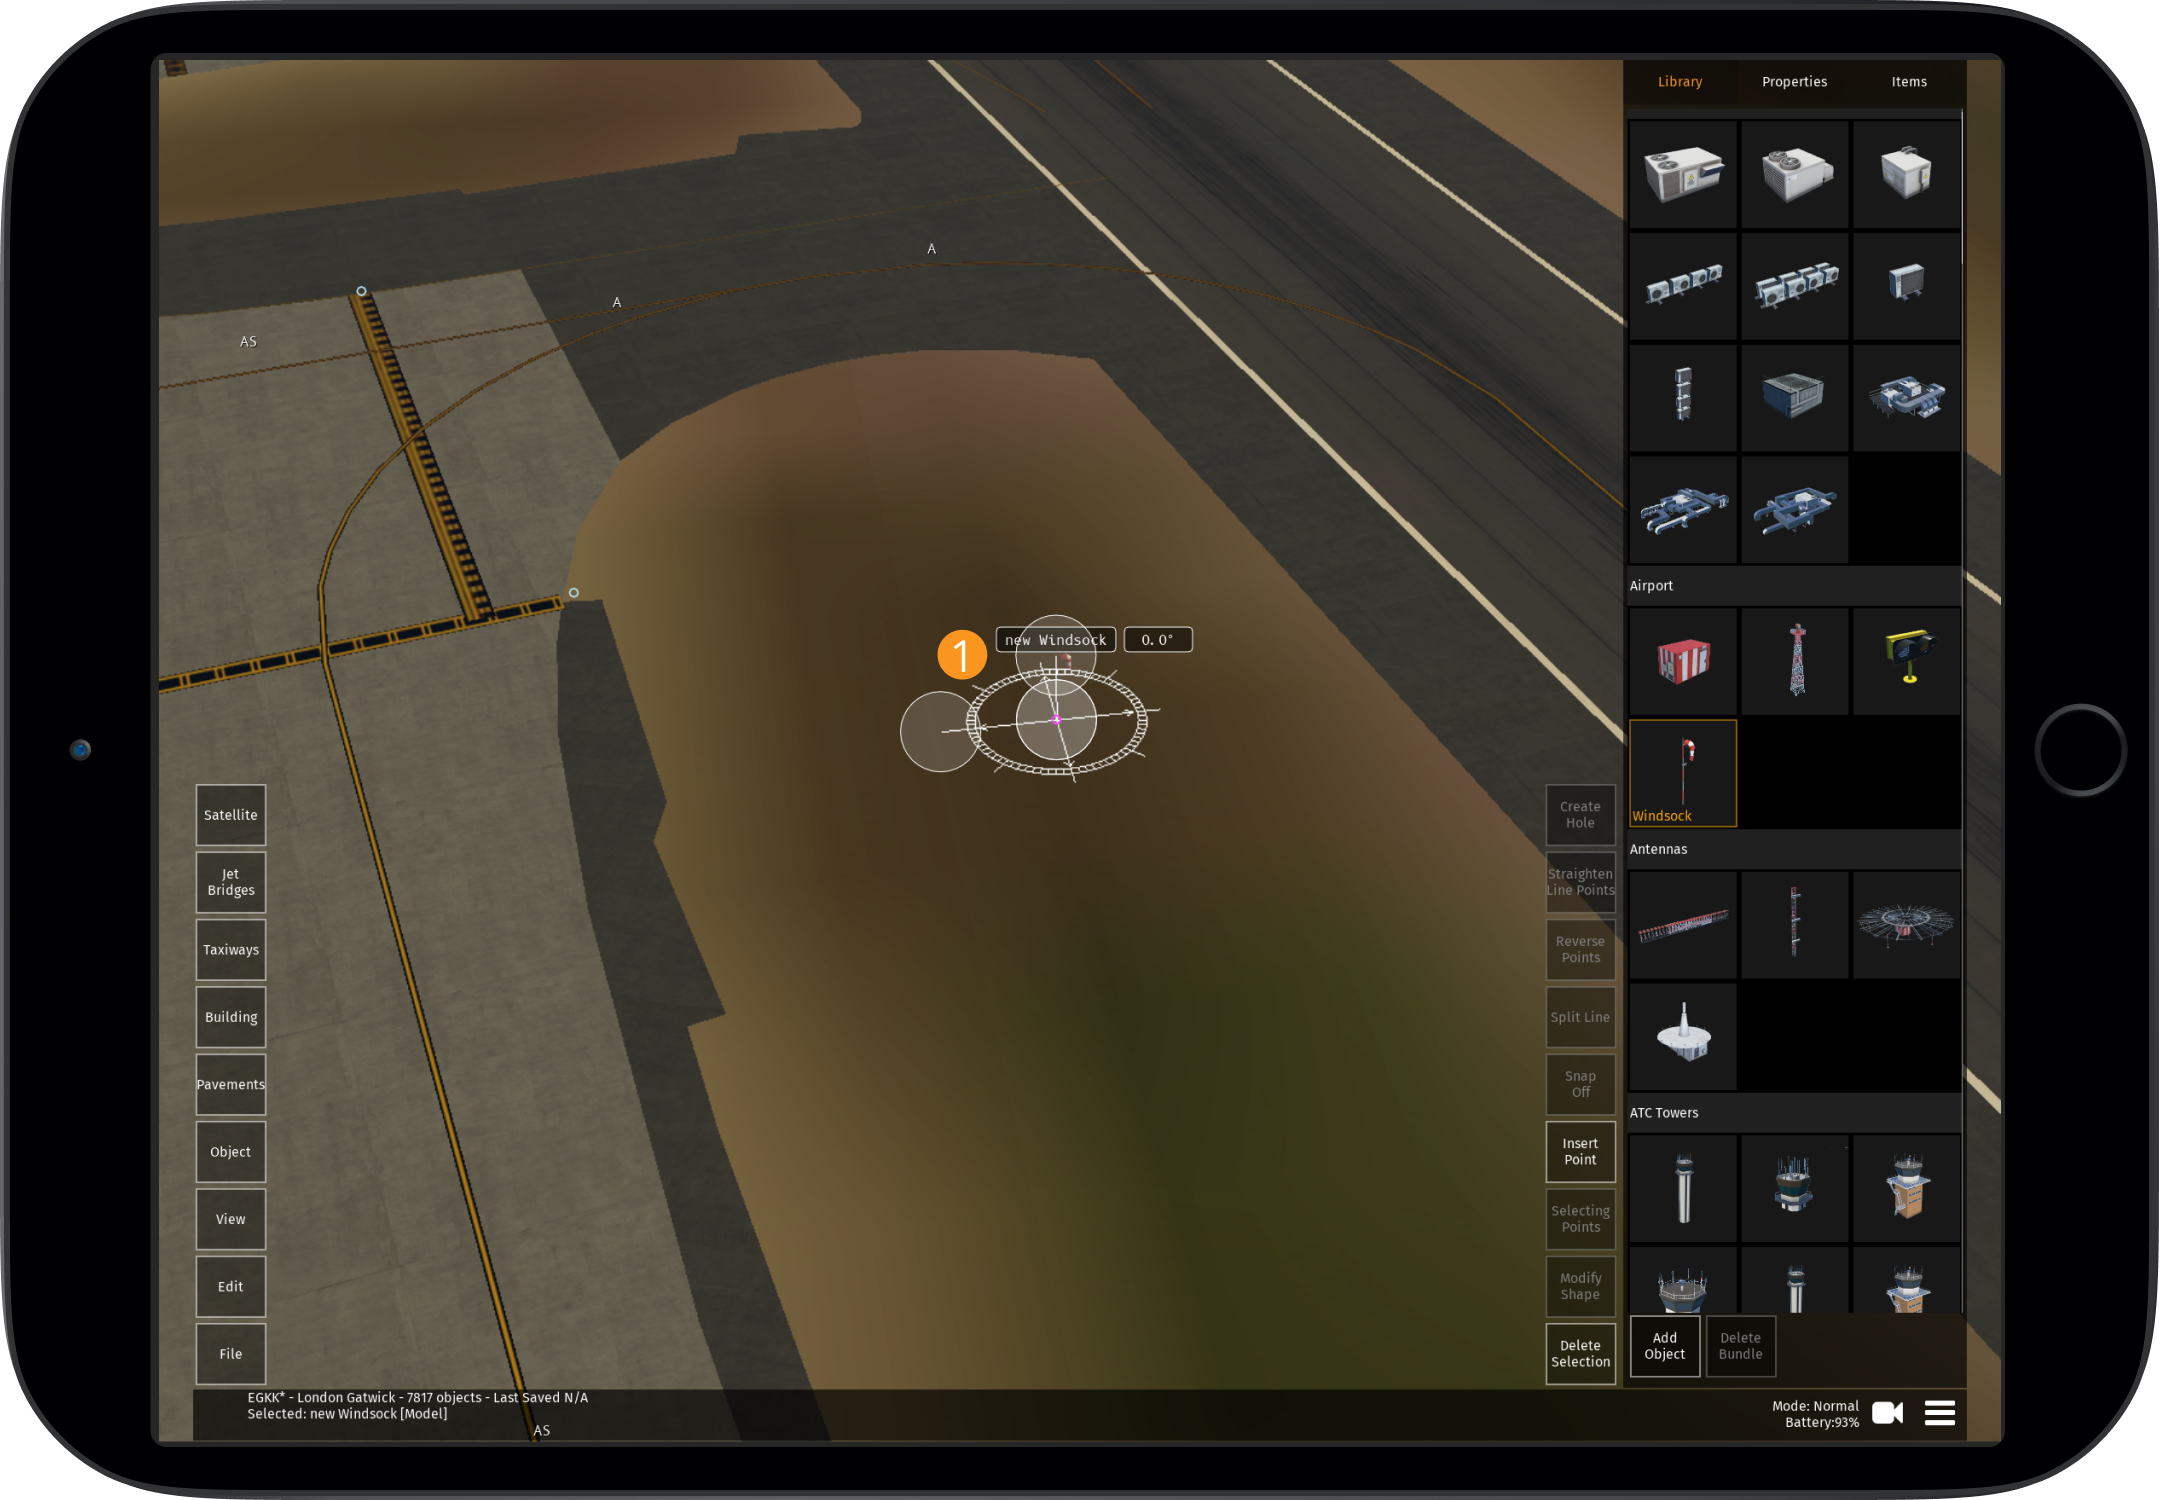 Library Properties Items
A
A
AS
Airport
1
new Windsock 0.0°
Windsock
Satellite
Create
Hole
Antennas
Jet
Bridges
Straighten
Line Points
Taxiways
Reverse
Points
Building
Split Line
Pavements
Snap
Off
ATC Towers
Object
Insert
Point
View
Selecting
Points
Edit
Modify
Shape
File
Delete
Selection
Add
Object
Delete
Bundle
EGKK* - London Gatwick - 7817 objects - Last Saved N/A
Selected: new Windsock [Model]
AS
Mode: Normal
Battery:93%